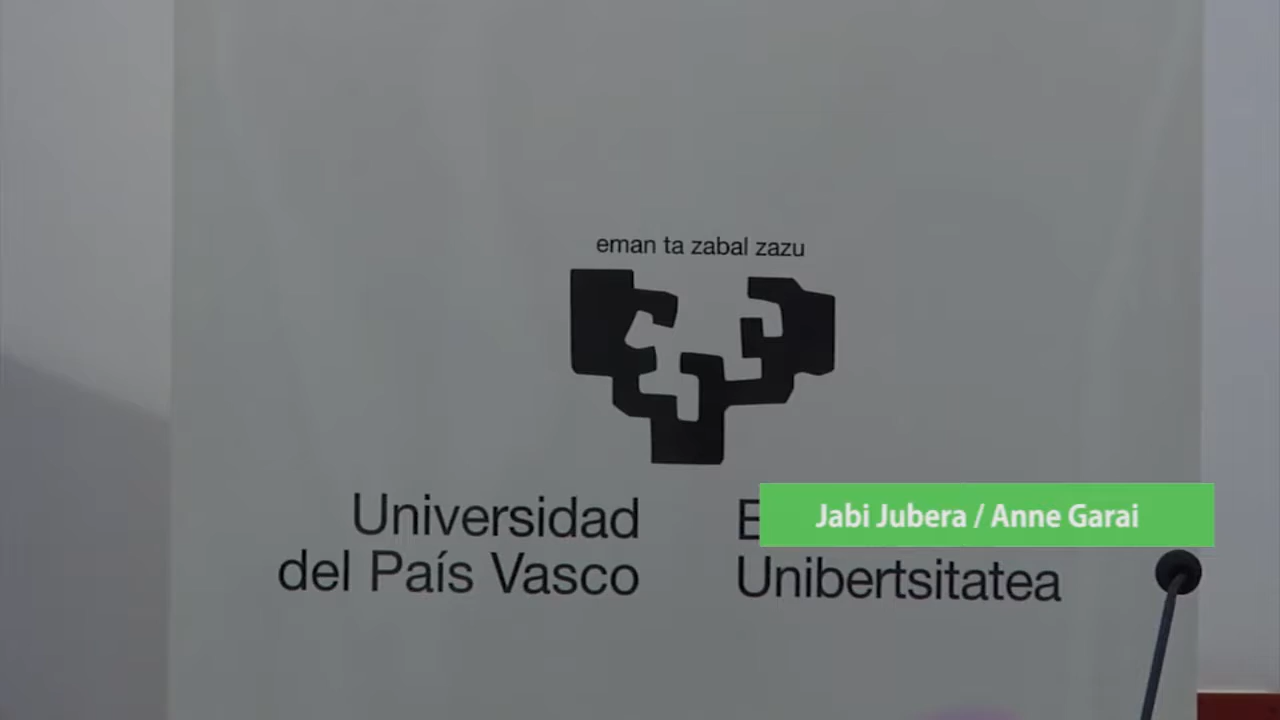 eman ta zabal zazu
Universidad
del País Vasco
E
Unibertsitatea
Jabi Jubera / Anne Garai